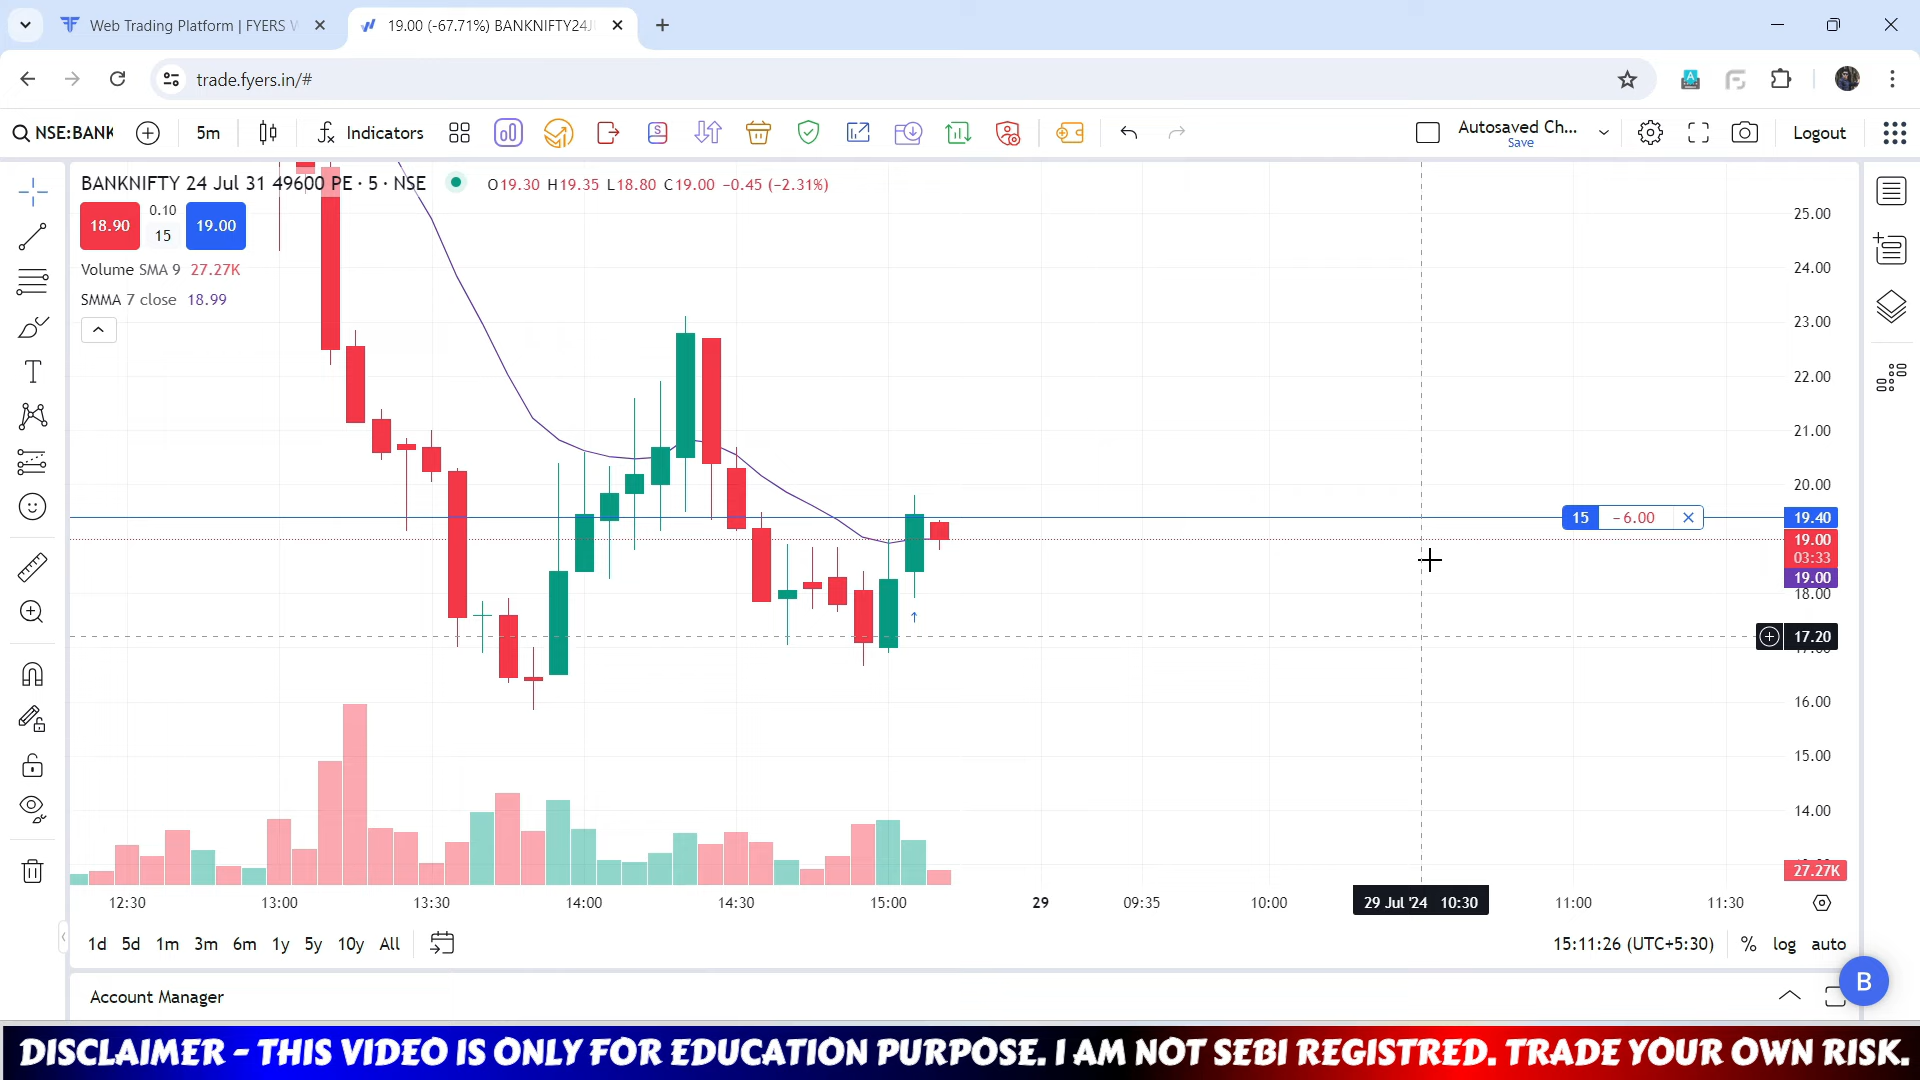 Web Trading Platform | FYERS
19.00 (-67.71%) BANKNIFTY24J
trade.fyers.in/#
NSE:BANK
5m
Indicators
Autosaved Ch...
Save
Logout
BANKNIFTY 24 Jul 31 49600 PE · 5 · NSE
O19.30 H19.35 L18.80 C19.00 −0.45 (−2.31%)
18.90
0.10
15
19.00
Volume SMA 9 27.27K
SMMA 7 close 18.99
25.00
24.00
23.00
22.00
21.00
20.00
15 −6.00
19.40
19.00
03:33
19.00
18.00
17.20
16.00
15.00
14.00
27.27K
12:30
13:00
13:30
14:00
14:30
15:00
29
09:35
10:00
29 Jul '24 10:30
11:00
11:30
1d 5d 1m 3m 6m 1y 5y 10y All
15:11:26 (UTC+5:30)
% log auto
Account Manager
B
DISCLAIMER - THIS VIDEO IS ONLY FOR EDUCATION PURPOSE. I AM NOT SEBI REGISTRED. TRADE YOUR OWN RISK.